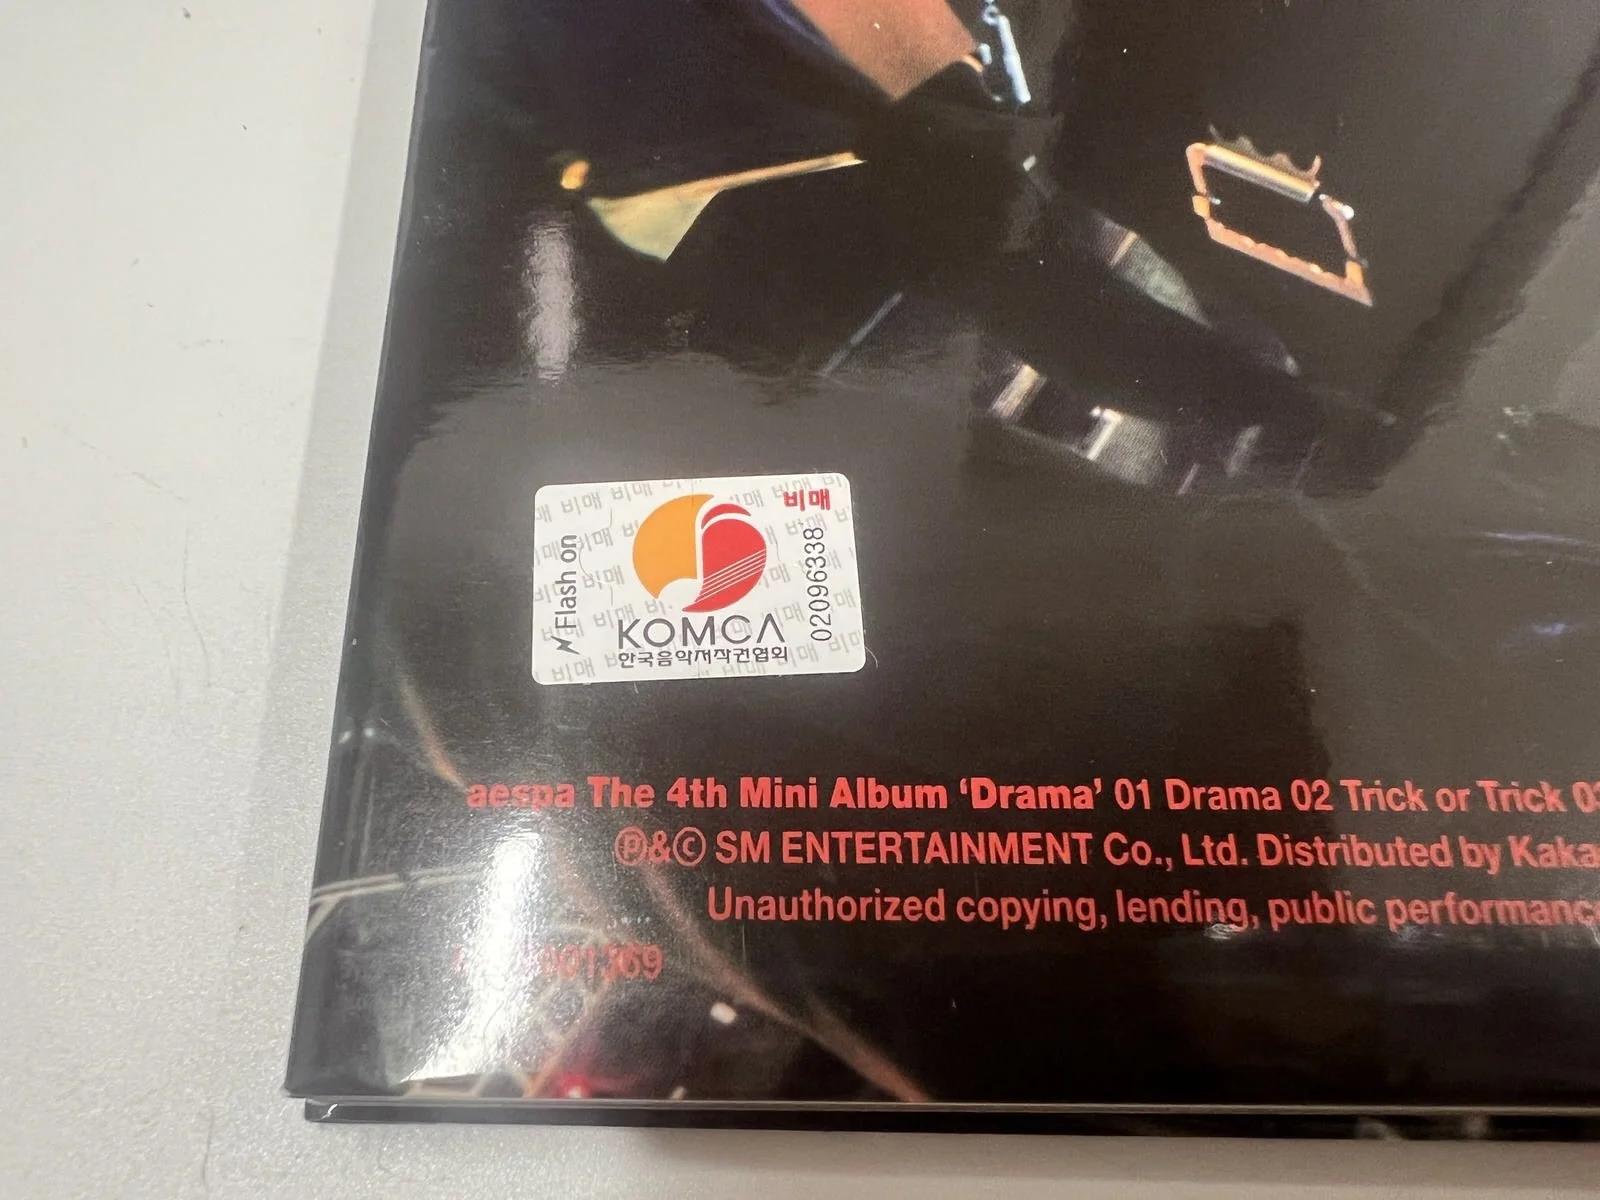 비매
Flash on
02096338
KOMCA
한국음악저작권협회
aespa The 4th Mini Album ‘Drama’ 01 Drama 02 Trick or Trick
Ⓟ&Ⓒ SM ENTERTAINMENT Co., Ltd. Distributed by
Unauthorized copying, lending, public